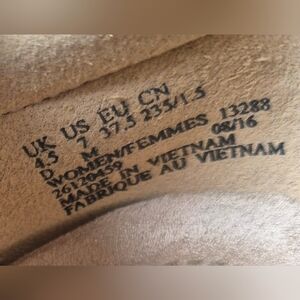 UK US EU CN
4.5 7 37.5 235/1.5
D M
WOMEN/FEMMES 13288
26120459 08/16
MADE IN VIETNAM
FABRIQUE AU VIETNAM